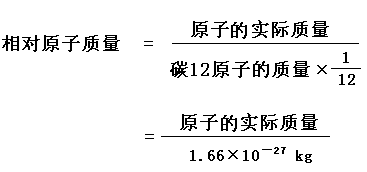 相对原子质量 = 原子的实际质量 / 碳12原子的质量×1/12
= 原子的实际质量 / 1.66×10⁻²⁷ kg